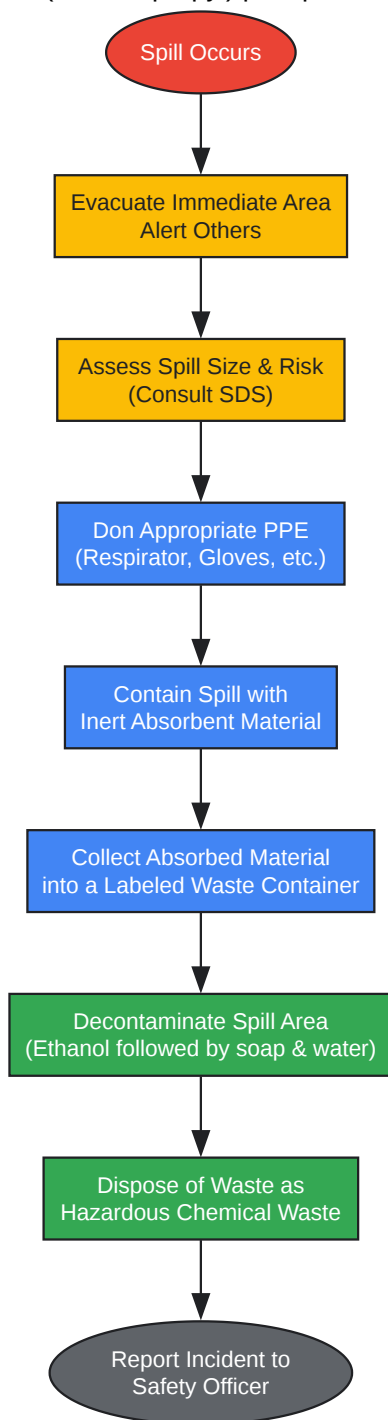 Spill Occurs
Evacuate Immediate Area
Alert Others
Assess Spill Size & Risk
(Consult SDS)
Don Appropriate PPE
(Respirator, Gloves, etc.)
Contain Spill with
Inert Absorbent Material
Collect Absorbed Material
into a Labeled Waste Container
Decontaminate Spill Area
(Ethanol followed by soap & water)
Dispose of Waste as
Hazardous Chemical Waste
Report Incident to
Safety Officer